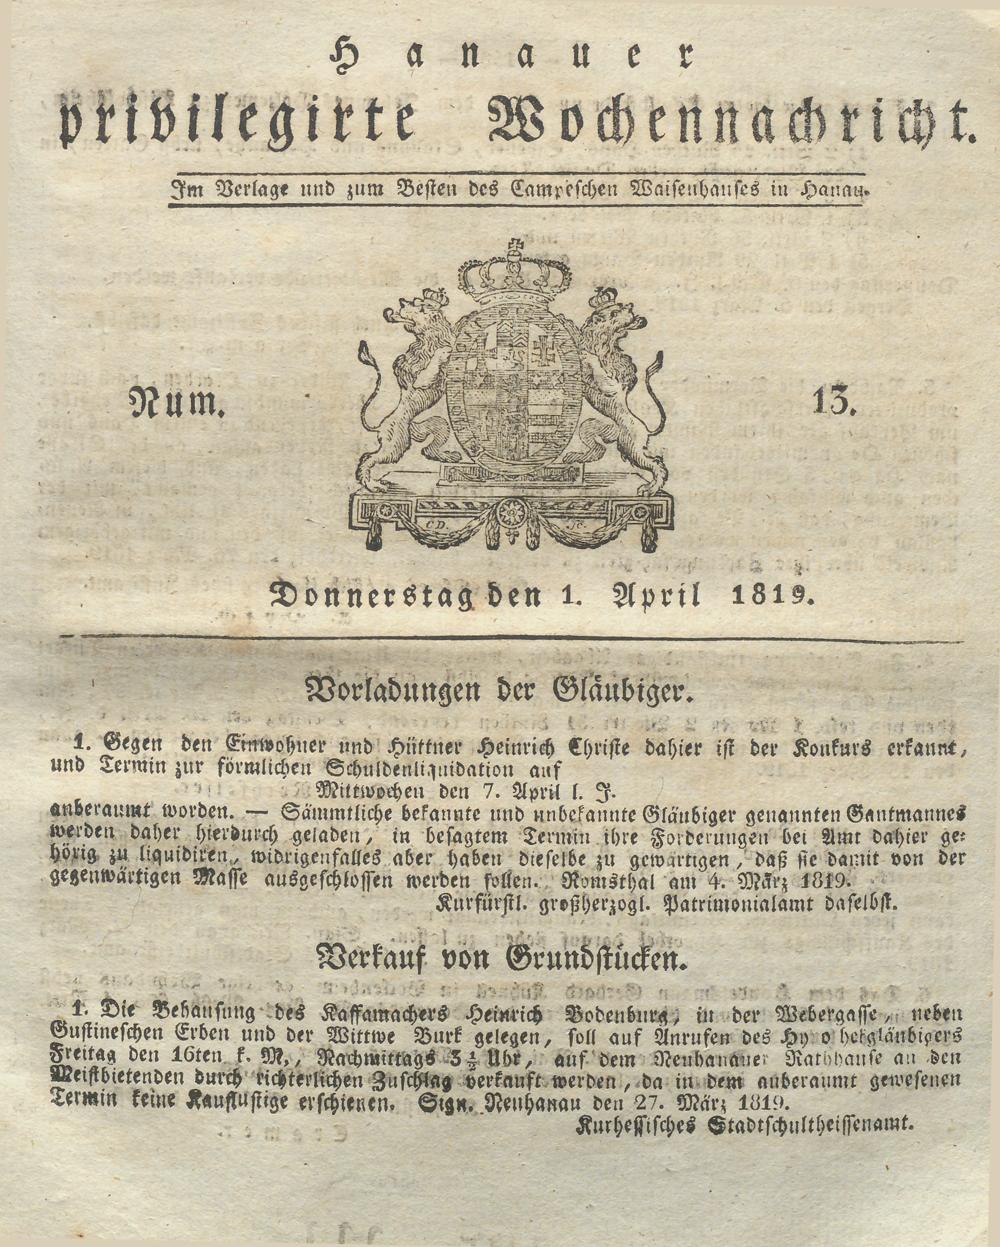 Hanauer
privilegirte Wochennachricht.
Im Verlage und zum Besten des Campeschen Waisenhauses in Hanau.
Num. 13.
CD. Sc.
Donnerstag den 1. April 1819.
Vorladungen der Gläubiger.
1. Gegen den Einwohner und Hüttner Heinrich Christe dahier ist der Konkurs erkannt,
und Termin zur förmlichen Schuldenliquidation auf
Mittwochen den 7. April l. J.
anberaumt worden. — Sämmtliche bekannte und unbekannte Gläubiger genannten Gantmannes
werden daher hierdurch geladen, in besagtem Termin ihre Forderungen bei Amt dahier ge-
hörig zu liquidiren, widrigenfalles aber haben dieselbe zu gewärtigen, daß sie damit von der
gegenwärtigen Masse ausgeschlossen werden sollen. Romsthal am 4. März 1819.
Kurfürstl. großherzogl. Patrimonialamt daselbst.
Verkauf von Grundstücken.
1. Die Behausung des Kaffamachers Heinrich Bodenburg, in der Webergasse, neben
Gustineschen Erben und der Wittwe Burk gelegen, soll auf Anrufen des
Freitag den 16ten k. M., Nachmittags 3½ Uhr, auf dem Neuhanauer Rathhause an den
Meistbietenden durch richterlichen Zuschlag verkauft werden, da in dem anberaumt gewesenen
Termin keine Kauflustige erschienen. Sign. Neuhanau den 27. März 1819.
Kurhessisches Stadtschultheissenamt.